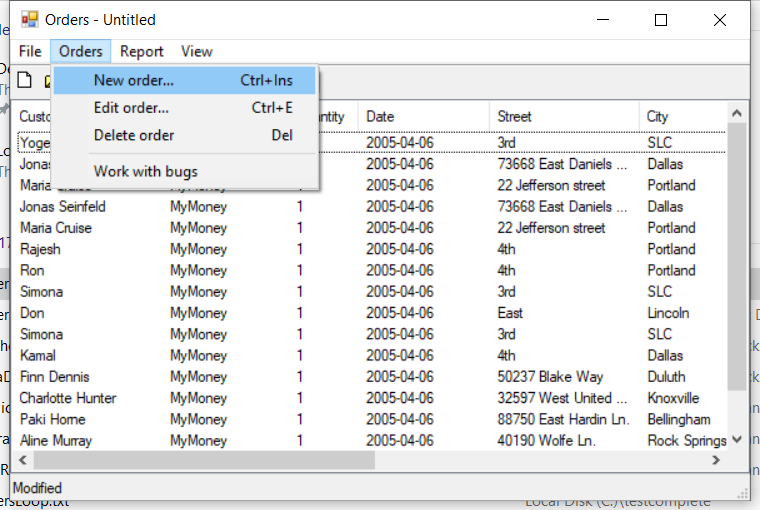 Orders - Untitled
File Orders Report View
New order... Ctrl+Ins
Edit order... Ctrl+E
Delete order Del
Work with bugs
Date Street City
2005-04-06 3rd SLC
Jonas 2005-04-06 73668 East Daniels ... Dallas
Maria Cruise MyMoney 1 2005-04-06 22 Jefferson street Portland
Jonas Seinfeld MyMoney 1 2005-04-06 73668 East Daniels ... Dallas
Maria Cruise MyMoney 1 2005-04-06 22 Jefferson street Portland
Rajesh MyMoney 1 2005-04-06 4th Portland
Ron MyMoney 1 2005-04-06 4th Portland
Simona MyMoney 1 2005-04-06 3rd SLC
Don MyMoney 1 2005-04-06 East Lincoln
Simona MyMoney 1 2005-04-06 3rd SLC
Kamal MyMoney 1 2005-04-06 4th Dallas
Finn Dennis MyMoney 1 2005-04-06 50237 Blake Way Duluth
Charlotte Hunter MyMoney 1 2005-04-06 32597 West United ... Knoxville
Paki Horne MyMoney 1 2005-04-06 88750 East Hardin Ln. Bellingham
Aline Murray MyMoney 1 2005-04-06 40190 Wolfe Ln. Rock Springs
Modified
ersLoop.txt Local Disk (C:)\testcomplete